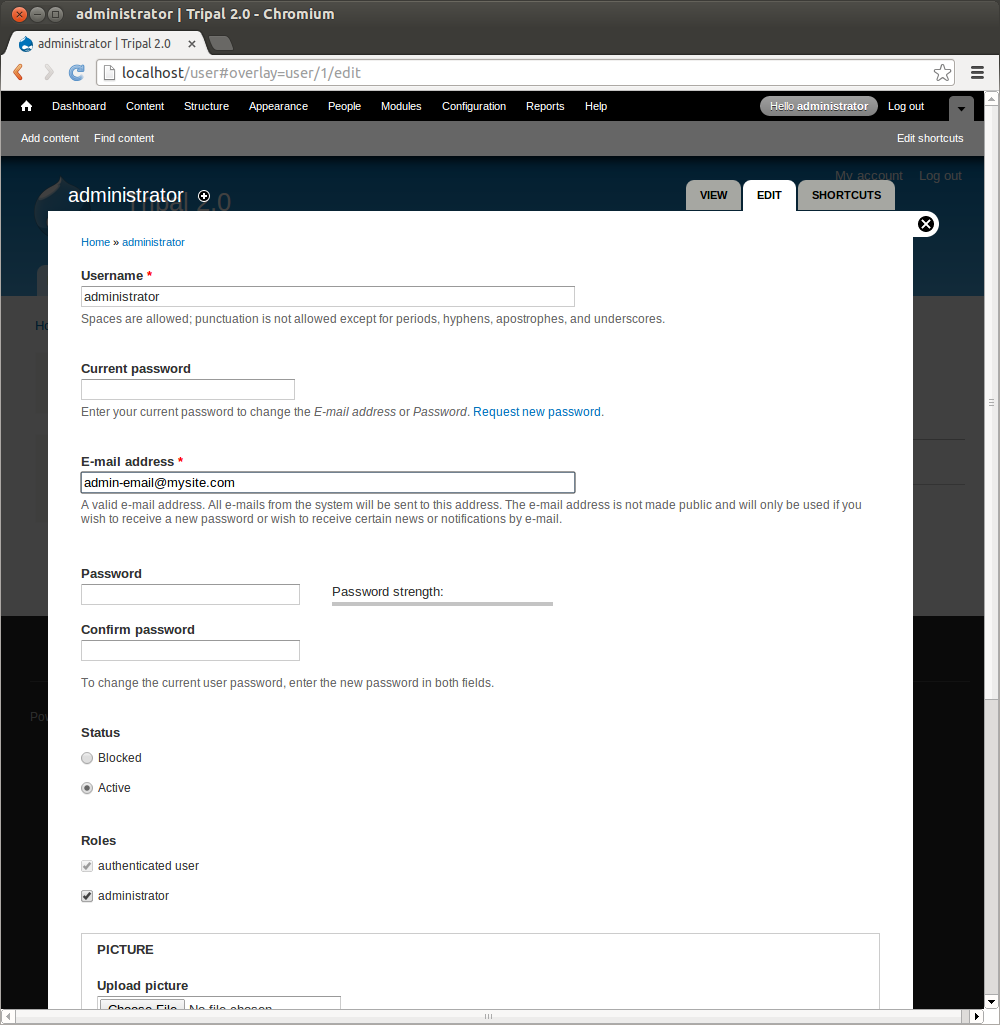 administrator | Tripal 2.0 - Chromium
administrator | Tripal 2.0
localhost/user#overlay=user/1/edit
Dashboard Content Structure Appearance People Modules Configuration Reports Help Hello administrator Log out
Add content Find content Edit shortcuts
My account Log out
administrator Tripal 2.0 VIEW EDIT SHORTCUTS
Home » administrator
Username *
administrator
Spaces are allowed; punctuation is not allowed except for periods, hyphens, apostrophes, and underscores.
Current password
Enter your current password to change the E-mail address or Password. Request new password.
E-mail address *
admin-email@mysite.com
A valid e-mail address. All e-mails from the system will be sent to this address. The e-mail address is not made public and will only be used if you
wish to receive a new password or wish to receive certain news or notifications by e-mail.
Password
Password strength:
Confirm password
To change the current user password, enter the new password in both fields.
Status
Blocked
Active
Roles
authenticated user
administrator
PICTURE
Upload picture
Choose File No file chosen